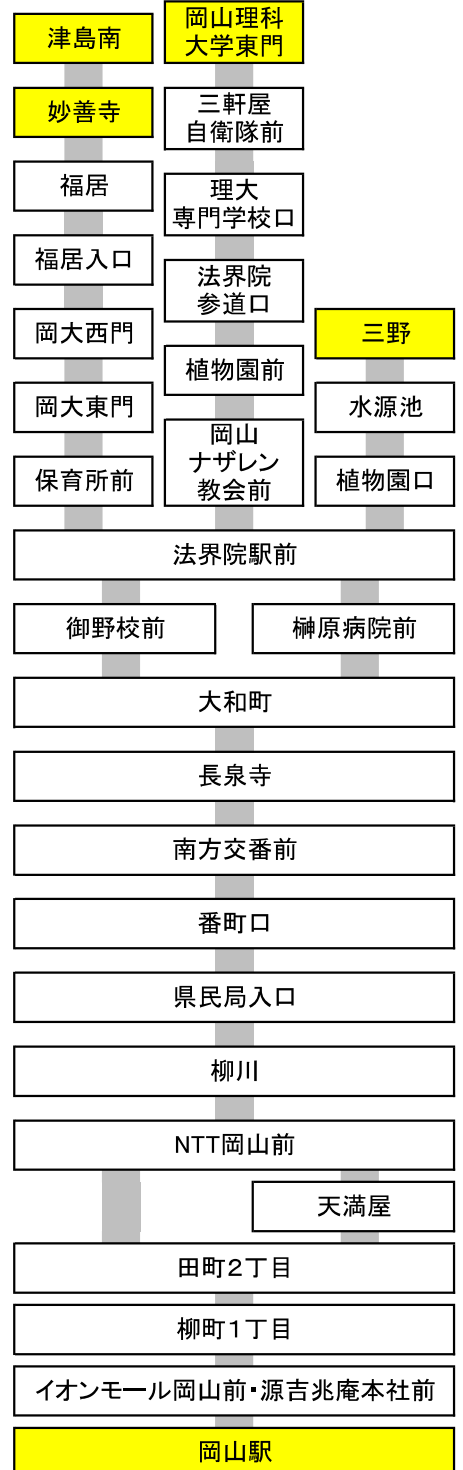 津島南
妙善寺
福居
福居入口
岡大西門
岡大東門
保育所前
岡山理科
大学東門
三軒屋
自衛隊前
理大
専門学校口
法界院
参道口
植物園前
岡山
ナザレン
教会前
三野
水源池
植物園口
法界院駅前
御野校前
榊原病院前
大和町
長泉寺
南方交番前
番町口
県民局入口
柳川
NTT岡山前
天満屋
田町2丁目
柳町1丁目
イオンモール岡山前・源吉兆庵本社前
岡山駅